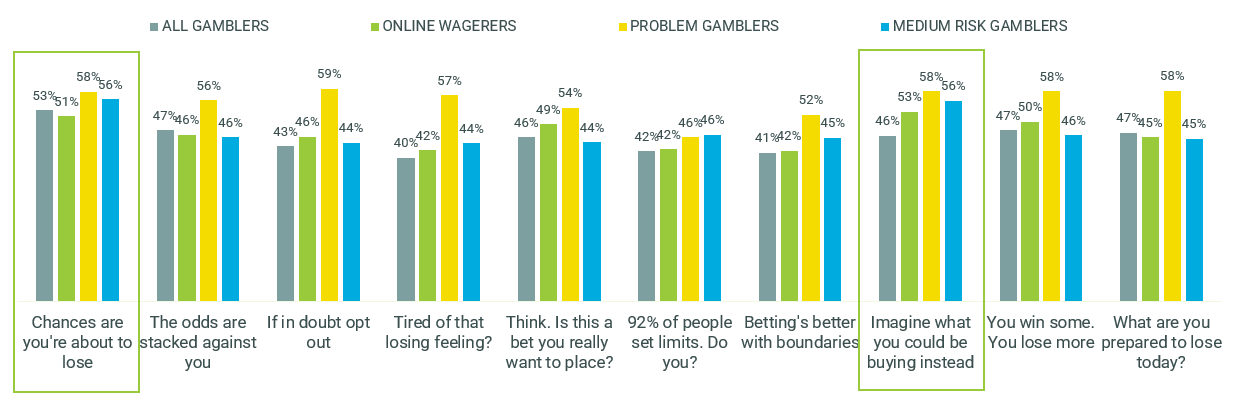 ALL GAMBLERS ONLINE WAGERERS PROBLEM GAMBLERS MEDIUM RISK GAMBLERS
53% 51% 58% 56%
47% 46% 56% 46%
43% 46% 59% 44%
40% 42% 57% 44%
46% 49% 54% 44%
42% 42% 46% 46%
41% 42% 52% 45%
46% 53% 58% 56%
47% 50% 58% 46%
47% 45% 58% 45%
Chances are
you're about to
lose
The odds are
stacked against
you
If in doubt opt
out
Tired of that
losing feeling?
Think. Is this a
bet you really
want to place?
92% of people
set limits. Do
you?
Betting's better
with boundaries
Imagine what
you could be
buying instead
You win some.
You lose more
What are you
prepared to lose
today?